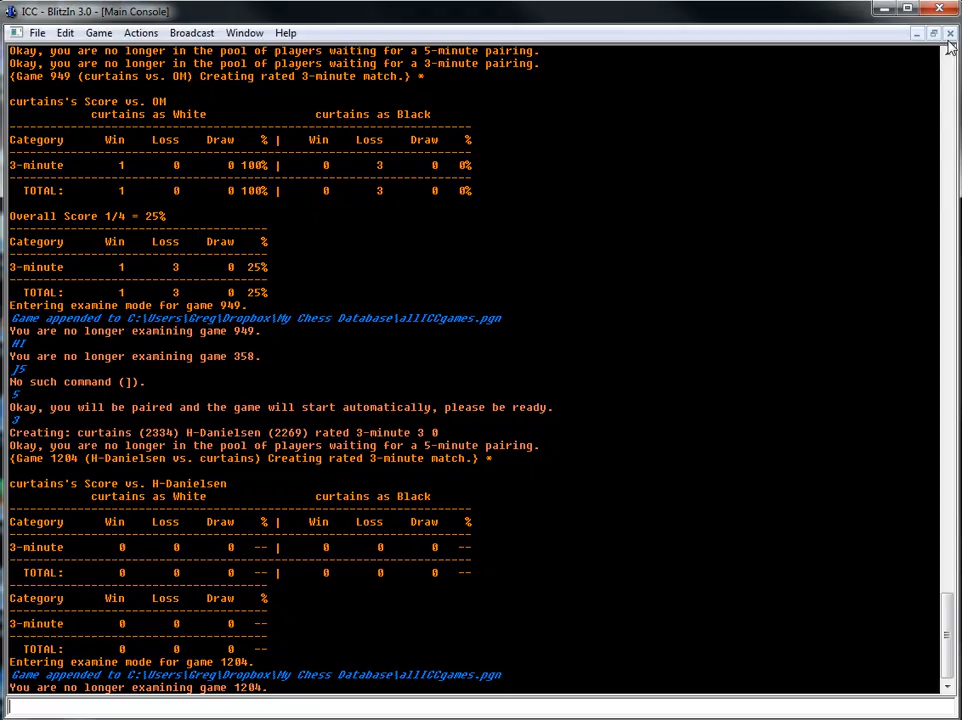 ICC - BlitzIn 3.0 - [Main Console]
File Edit Game Actions Broadcast Window Help
Okay, you are no longer in the pool of players waiting for a 5-minute pairing.
Okay, you are no longer in the pool of players waiting for a 3-minute pairing.
{Game 949 (curtains vs. OM) Creating rated 3-minute match.} *
curtains's Score vs. OM
curtains as White curtains as Black
---------------------------------------------------------------------
Category Win Loss Draw % | Win Loss Draw %
---------------------------------------------------------------------
3-minute 1 0 0 100% | 0 3 0 0%
---------------------------------------------------------------------
TOTAL: 1 0 0 100% | 0 3 0 0%
Overall Score 1/4 = 25%
---------------------------------------
Category Win Loss Draw %
---------------------------------------
3-minute 1 3 0 25%
---------------------------------------
TOTAL: 1 3 0 25%
Entering examine mode for game 949.
Game appended to C:\Users\Greg\Dropbox\My Chess Database\allICCgames.pgn
You are no longer examining game 949.
HI
You are no longer examining game 358.
]5
No such command (]).
5
Okay, you will be paired and the game will start automatically, please be ready.
3
Creating: curtains (2334) H-Danielsen (2269) rated 3-minute 3 0
Okay, you are no longer in the pool of players waiting for a 5-minute pairing.
{Game 1204 (H-Danielsen vs. curtains) Creating rated 3-minute match.} *
curtains's Score vs. H-Danielsen
curtains as White curtains as Black
---------------------------------------------------------------------
Category Win Loss Draw % | Win Loss Draw %
---------------------------------------------------------------------
3-minute 0 0 0 -- | 0 0 0 --
---------------------------------------------------------------------
TOTAL: 0 0 0 -- | 0 0 0 --
---------------------------------------
Category Win Loss Draw %
---------------------------------------
3-minute 0 0 0 --
---------------------------------------
TOTAL: 0 0 0 --
Entering examine mode for game 1204.
Game appended to C:\Users\Greg\Dropbox\My Chess Database\allICCgames.pgn
You are no longer examining game 1204.